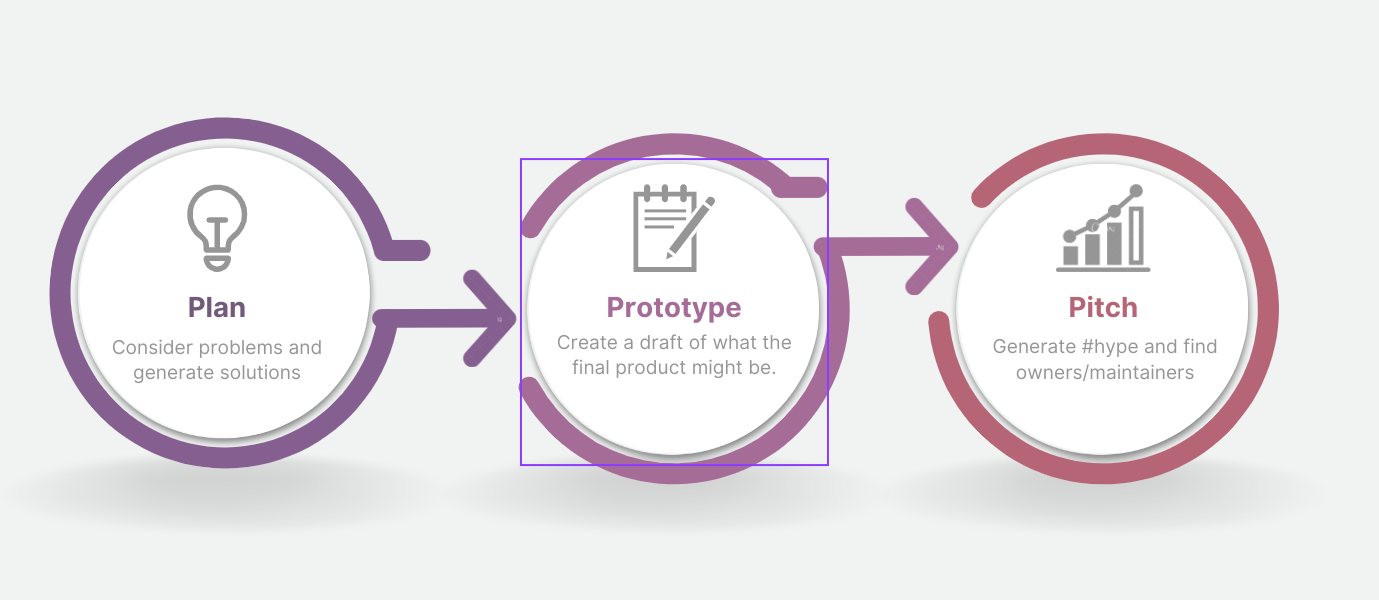 Plan
Consider problems and
generate solutions
Prototype
Create a draft of what the
final product might be.
Pitch
Generate #hype and find
owners/maintainers